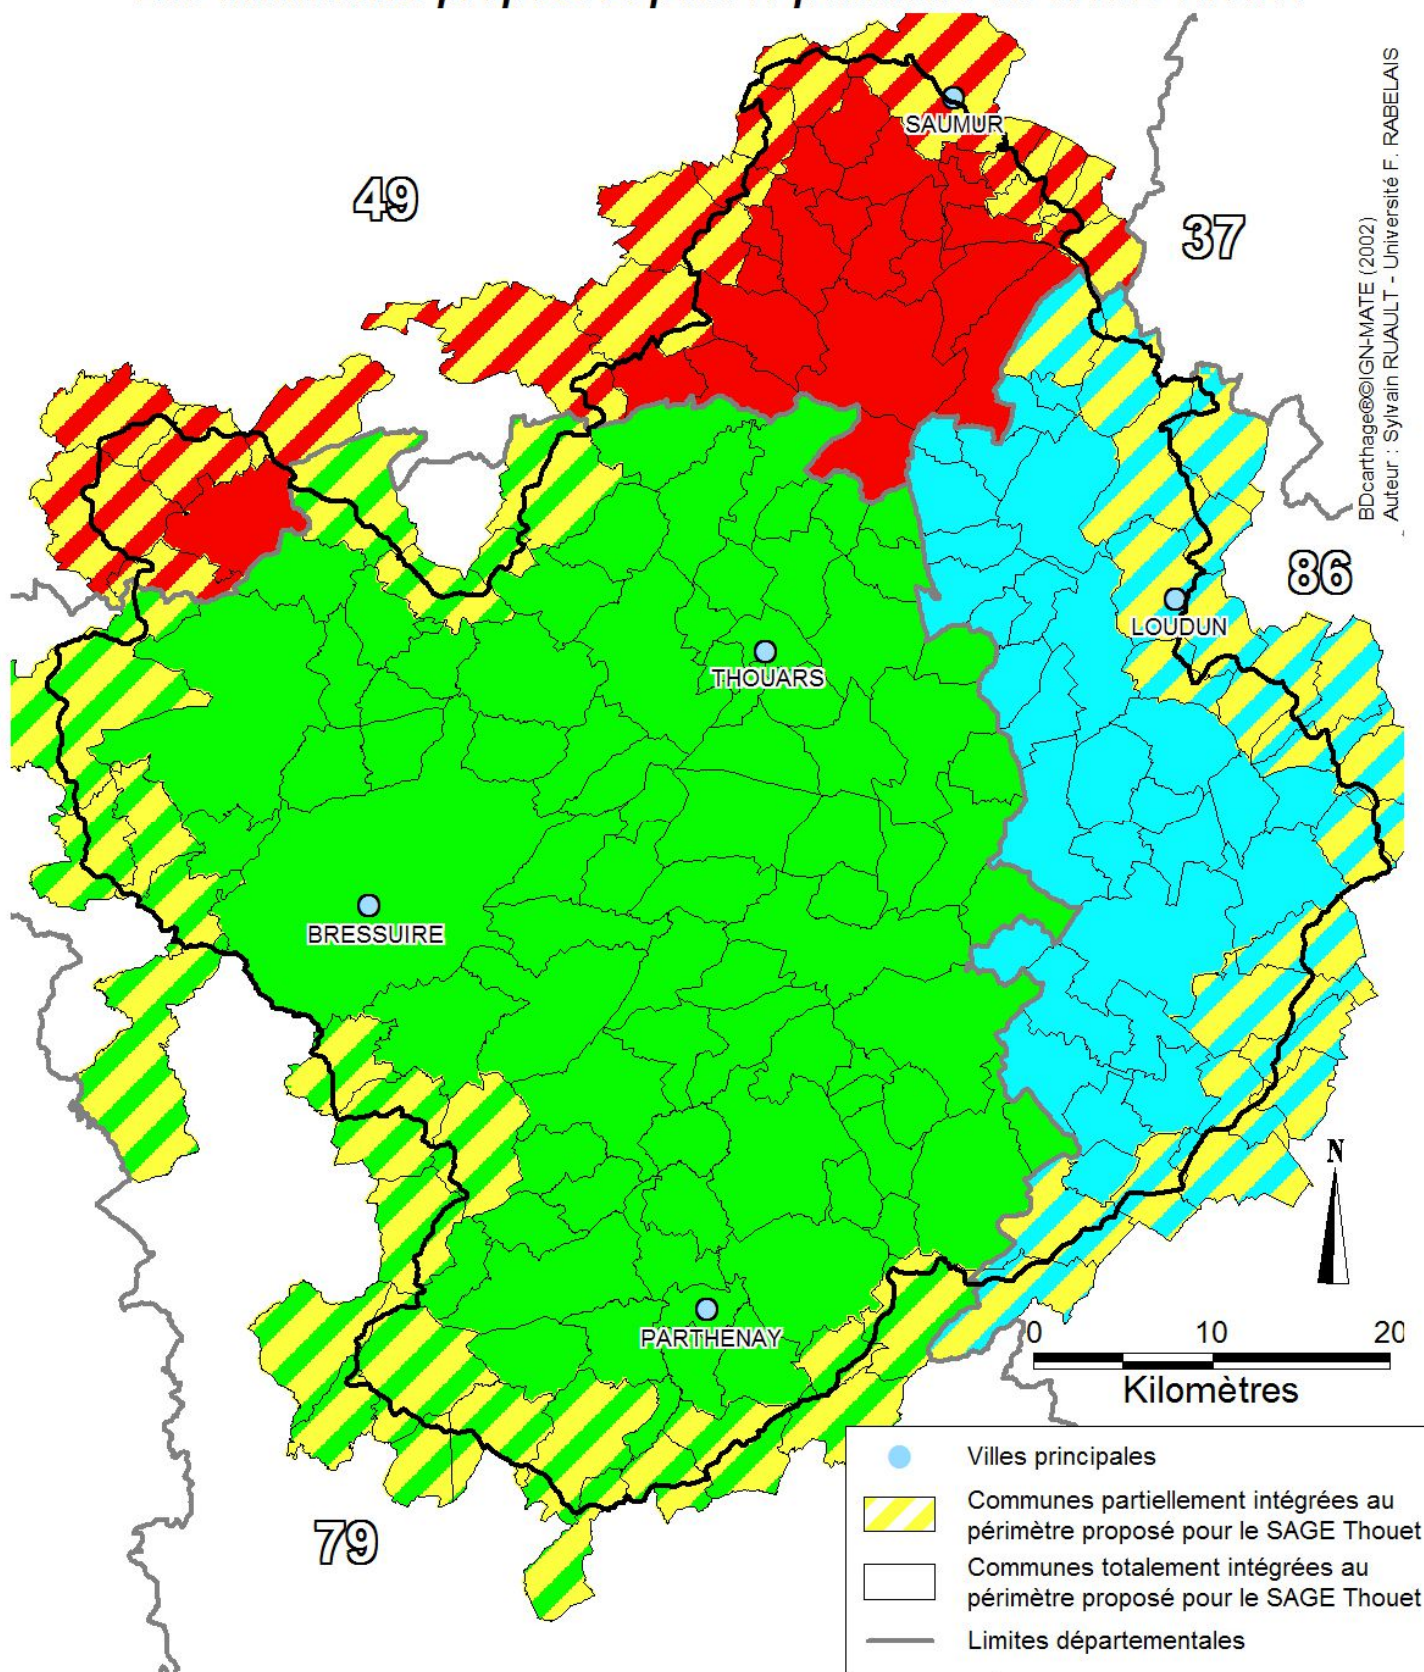 SAUMUR
49
37
BDcarthage®©IGN-MATE (2002)
Auteur : Sylvain RUAULT - Université F. RABELAIS
86
LOUDUN
THOUARS
BRESSUIRE
N
PARTHENAY
0 10 20
Kilomètres
79
Villes principales
Communes partiellement intégrées au
périmètre proposé pour le SAGE Thouet
Communes totalement intégrées au
périmètre proposé pour le SAGE Thouet
Limites départementales